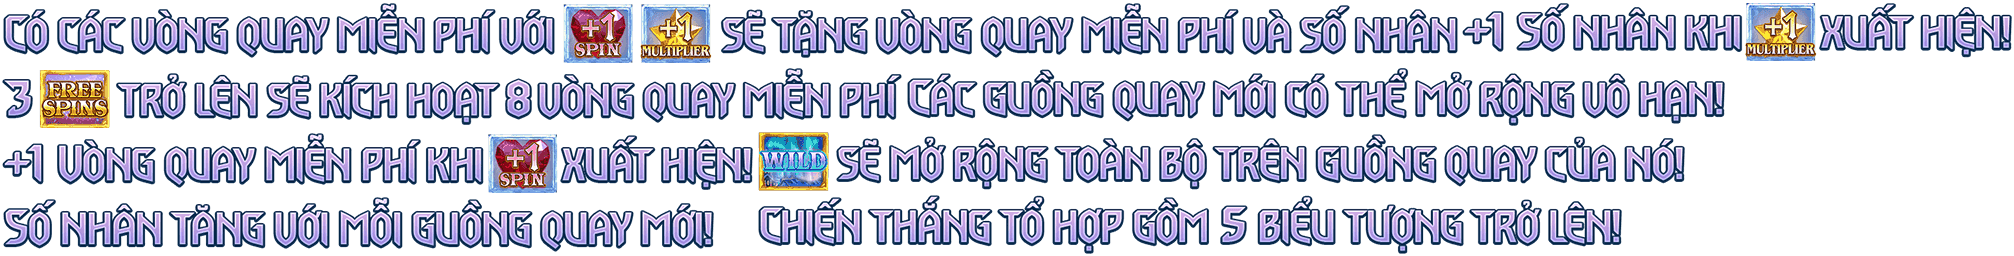 CÓ CÁC VÒNG QUAY MIỄN PHÍ VỚI +1 SPIN +1 MULTIPLIER SẼ TẶNG VÒNG QUAY MIỄN PHÍ VÀ SỐ NHÂN +1 SỐ NHÂN KHI +1 MULTIPLIER XUẤT HIỆN!
3 FREE SPINS TRỞ LÊN SẼ KÍCH HOẠT 8 VÒNG QUAY MIỄN PHÍ CÁC GUỒNG QUAY MỚI CÓ THỂ MỞ RỘNG VÔ HẠN!
+1 VÒNG QUAY MIỄN PHÍ KHI +1 SPIN XUẤT HIỆN! WILD SẼ MỞ RỘNG TOÀN BỘ TRÊN GUỒNG QUAY CỦA NÓ!
SỐ NHÂN TĂNG VỚI MỖI GUỒNG QUAY MỚI! CHIẾN THẮNG TỔ HỢP GỒM 5 BIỂU TƯỢNG TRỞ LÊN!